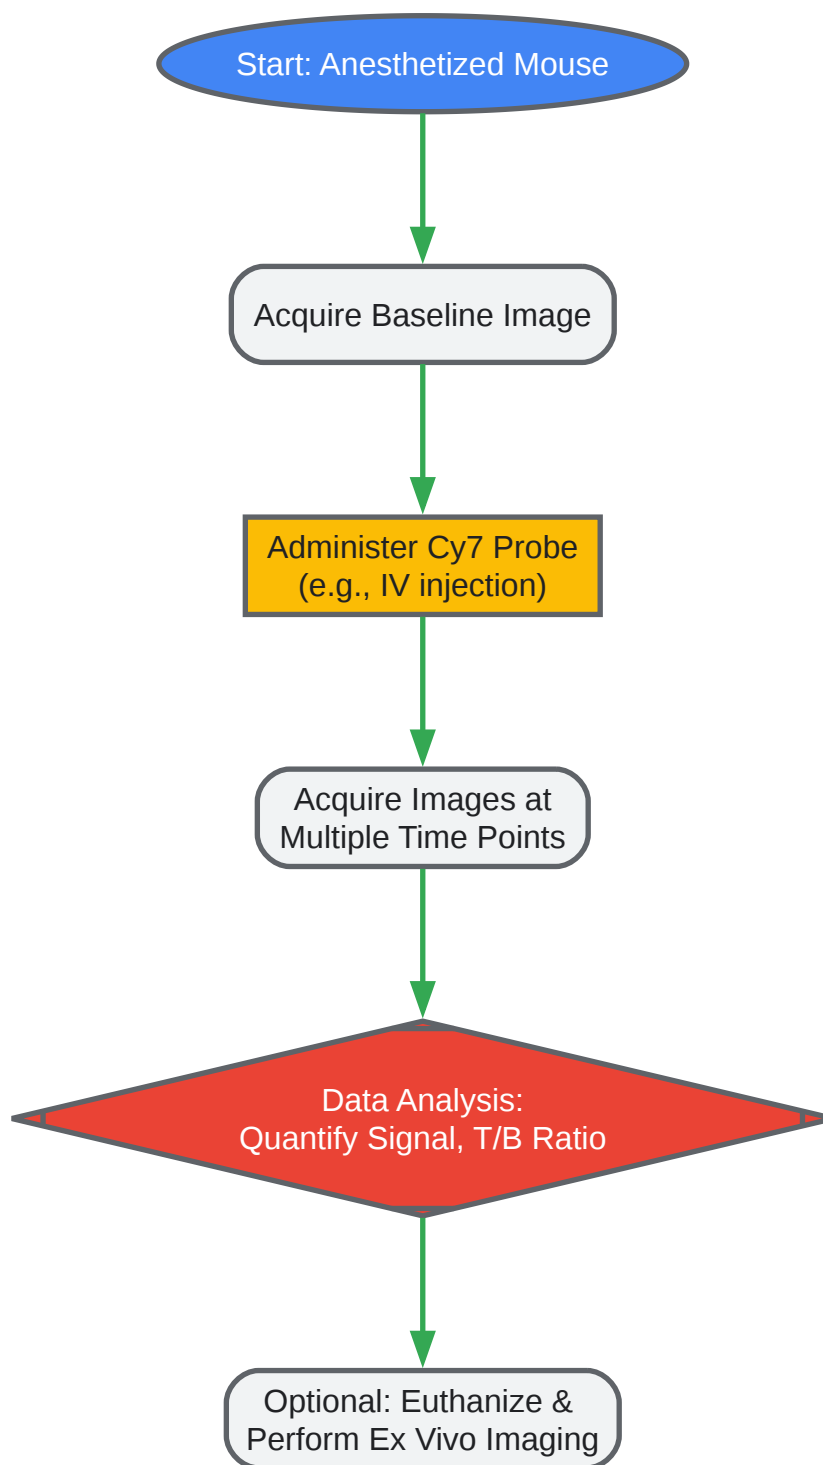 Start: Anesthetized Mouse
Acquire Baseline Image
Administer Cy7 Probe
(e.g., IV injection)
Acquire Images at
Multiple Time Points
Data Analysis:
Quantify Signal, T/B Ratio
Optional: Euthanize &
Perform Ex Vivo Imaging